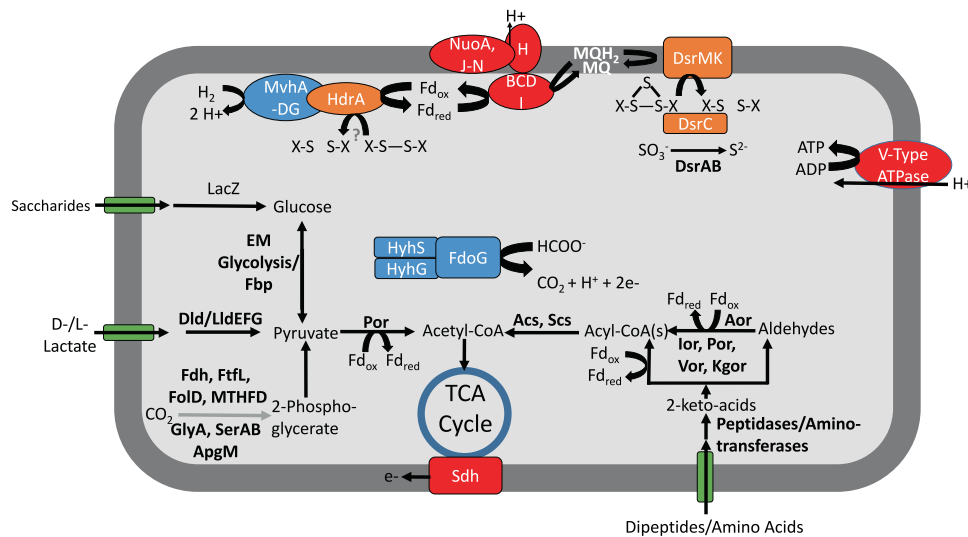 H+
NuoA,
J-N
H
BCD
I
MQH2
MQ
DsrMK
S
X-S—S-X
X-S S-X
DsrC
SO3- S2-
DsrAB
H2
2 H+
MvhA
-DG
HdrA
Fdox
Fdred
?
X-S S-X X-S—S-X
ATP
ADP
V-Type
ATPase
H+
Saccharides
LacZ
Glucose
EM
Glycolysis/
Fbp
HyhS
HyhG
FdoG
HCOO-
CO2 + H+ + 2e-
D-/L-
Lactate
Dld/LldEFG
Pyruvate
Por
Fdox Fdred
Acetyl-CoA
Acs, Scs
Acyl-CoA(s)
Fdred Fdox
Aor
Aldehydes
Ior, Por,
Vor, Kgor
Fdox
Fdred
2-keto-acids
Peptidases/Amino-
transferases
Fdh, FtfL,
FolD, MTHFD
CO2
GlyA, SerAB
ApgM
2-Phospho-
glycerate
TCA
Cycle
Sdh
e-
Dipeptides/Amino Acids